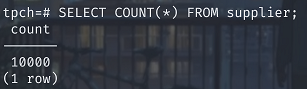 tpch=# SELECT COUNT(*) FROM supplier;
count
10000
(1 row)